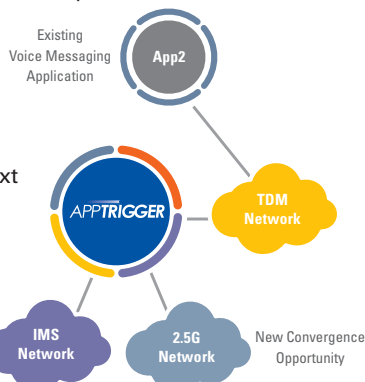 Existing
Voice Messaging
Application
App2
xt
APPTRIGGER
TDM
Network
IMS
Network
2.5G
Network
New Convergence
Opportunity